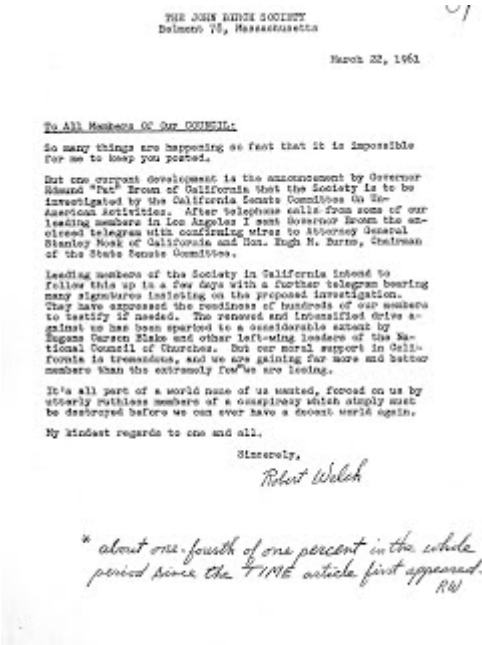 THE JOHN BIRCH SOCIETY
Belmont 78, Massachusetts
March 22, 1961
To All Members Of Our COUNCIL:
So many things are happening so fast that it is impossible
for me to keep you posted.
But one current development is the announcement by Governor
Edmund "Pat" Brown of California that the Society is to be
investigated by the California Senate Committee On Un-
American Activities. After telephone calls from some of our
leading members in Los Angeles I sent Governor Brown the en-
closed telegram with confirming wires to Attorney General
Stanley Mosk of California and Hon. Hugh M. Burns, Chairman
of the State Senate Committee.
Leading members of the Society in California intend to
follow this up in a few days with a further telegram bearing
many signatures insisting on the proposed investigation.
They have expressed the readiness of hundreds of our members
to testify if needed. The renewed and intensified drive a-
gainst us has been sparked to a considerable extent by
Eugene Carson Blake and other left-wing leaders of the Na-
tional Council of Churches. But our moral support in Cali-
fornia is tremendous, and we are gaining far more and better
members than the extremely few* we are losing.
It's all part of a world none of us wanted, forced on us by
utterly ruthless members of a conspiracy which simply must
be destroyed before we can ever have a decent world again.
My kindest regards to one and all.
Sincerely,
Robert Welch
* about one-fourth of one percent in the whole
period since the TIME article first appeared.
RW